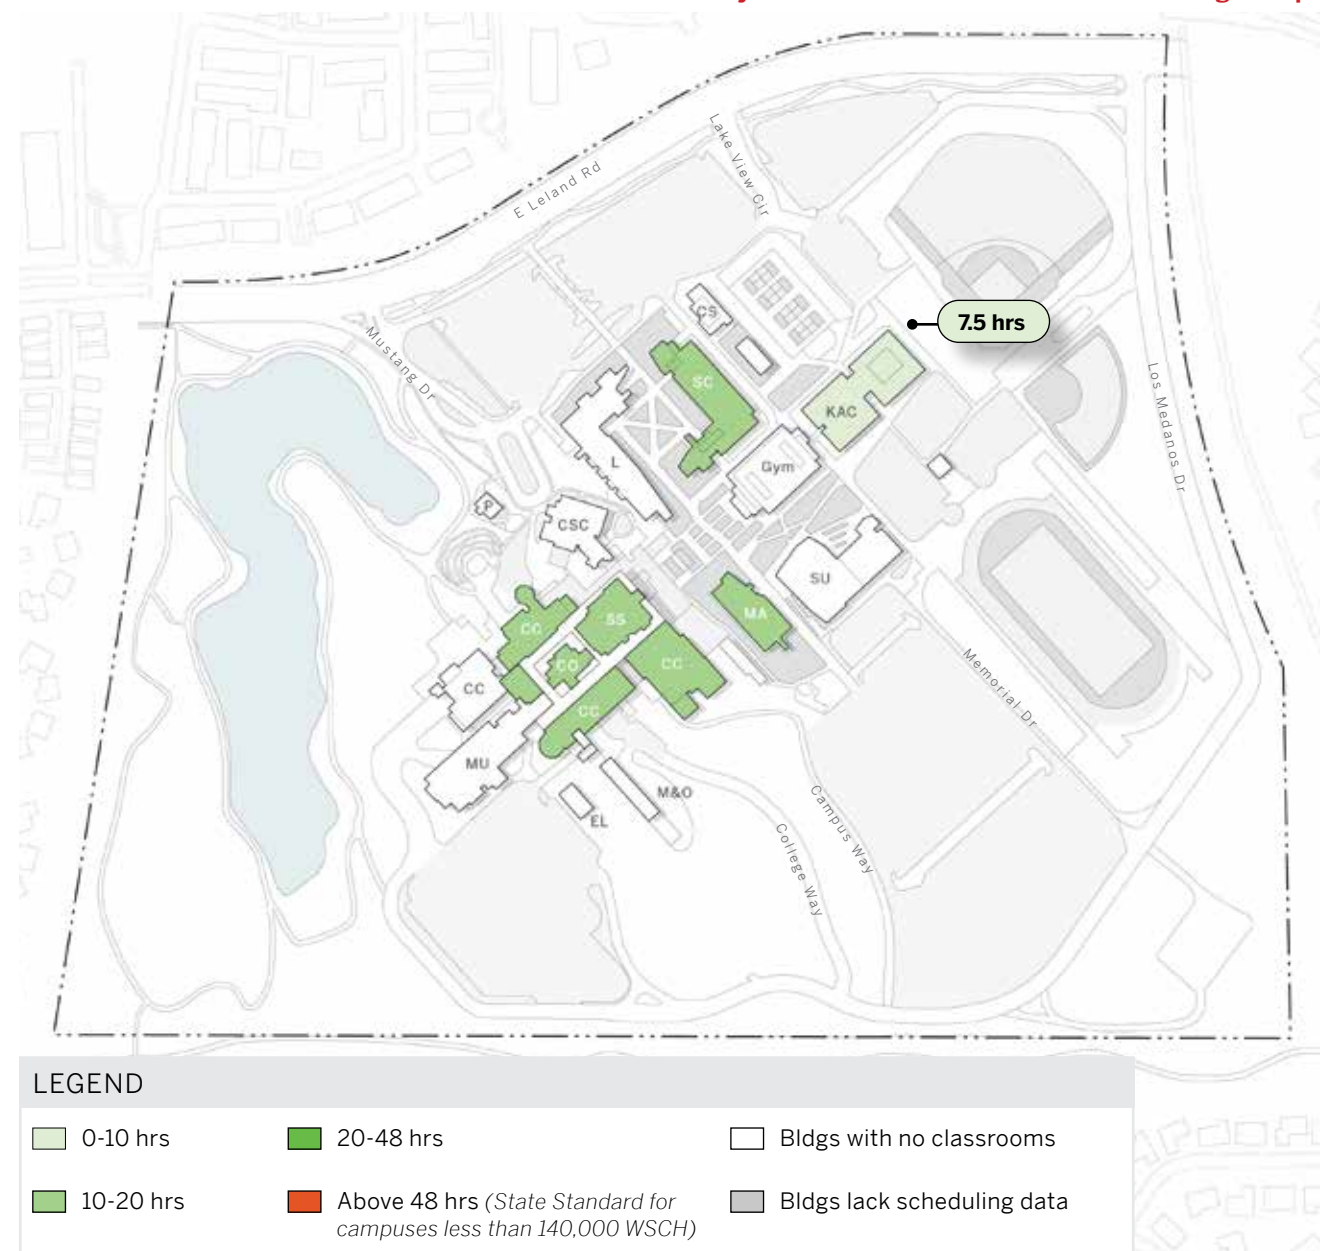 E Leland Rd
Lake View Cir
Mustang Dr
Los Medanos Dr
7.5 hrs
CS
SC
KAC
L
Gym
P
CSC
SU
CC
SS
MA
CO
CC
CC
CC
MU
M&O
EL
Memorial Dr
Campus Way
College Way
LEGEND
0-10 hrs
20-48 hrs
Bldgs with no classrooms
10-20 hrs
Above 48 hrs (State Standard for
campuses less than 140,000 WSCH)
Bldgs lack scheduling data